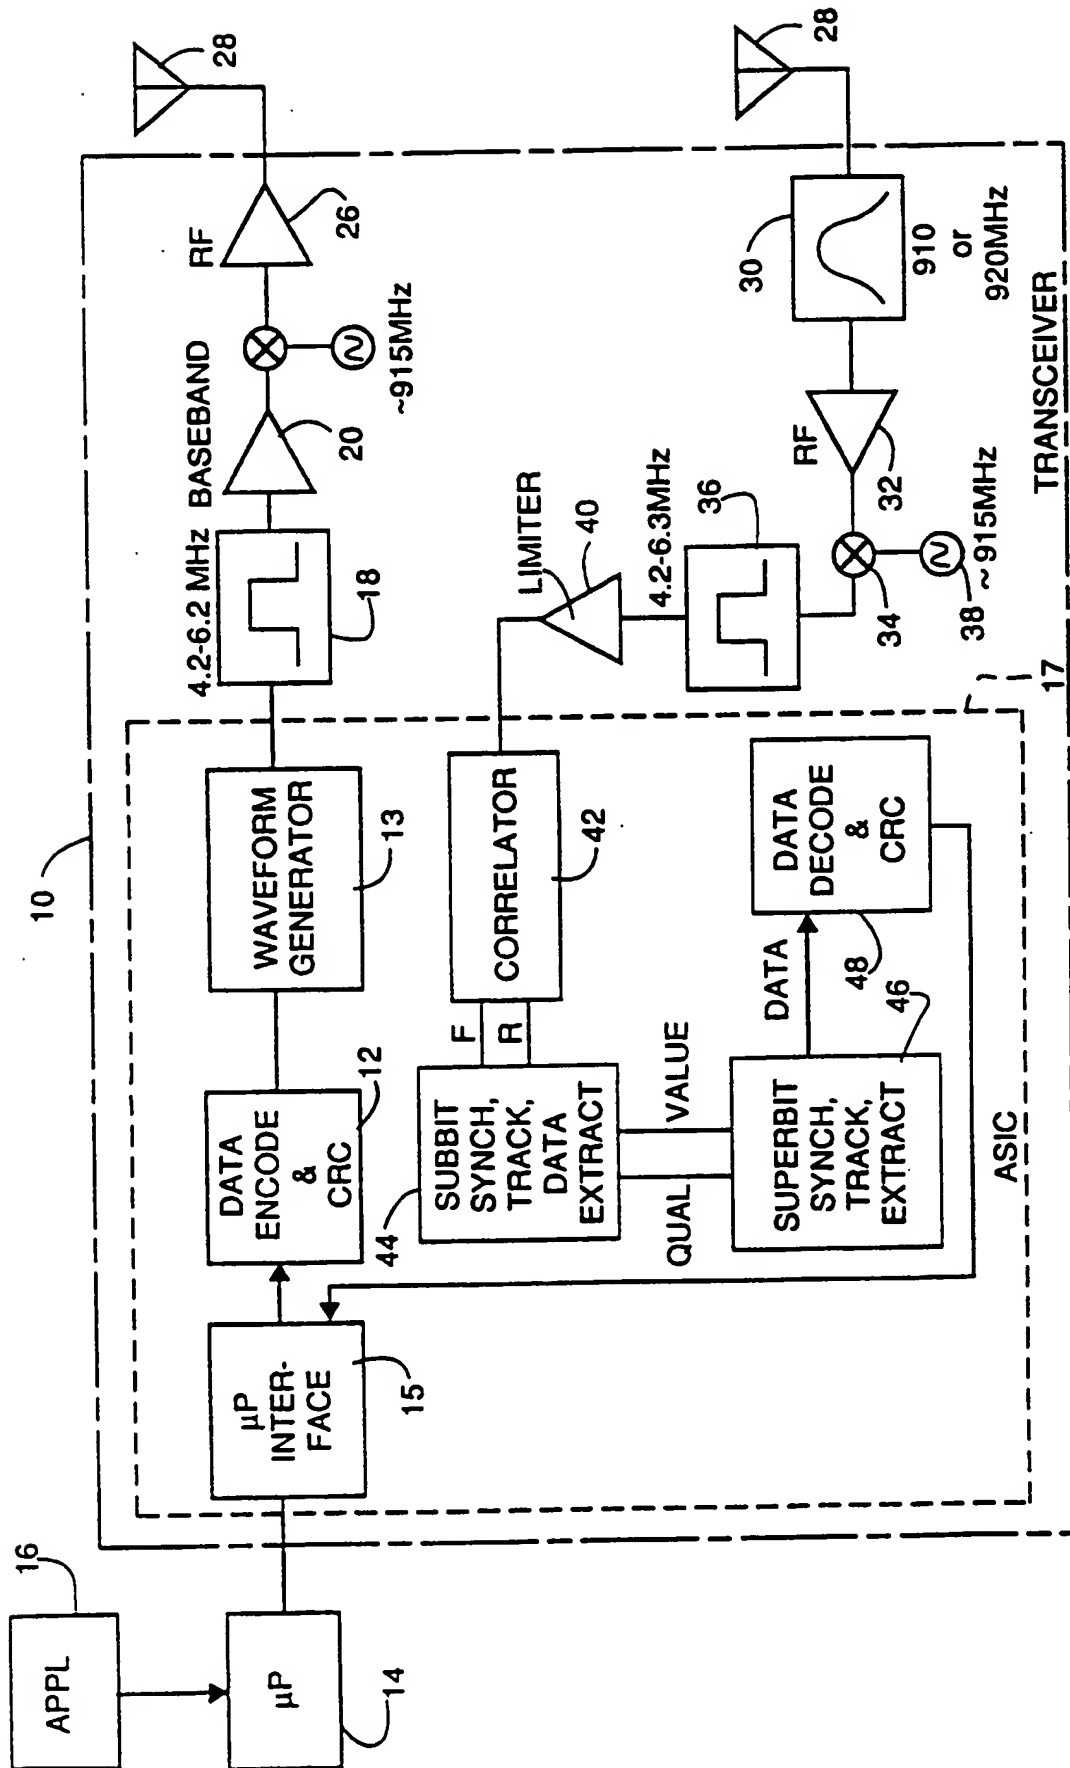 10
APPL
16
µP
14
µP
INTER-
FACE
15
DATA
ENCODE
&
CRC
12
WAVEFORM
GENERATOR
13
4.2-6.2 MHz
18
BASEBAND
20
~915MHz
RF
26
28
SUBBIT
SYNCH,
TRACK,
DATA
EXTRACT
44
F
R
CORRELATOR
42
LIMITER
40
4.2-6.3MHz
36
34
38
~915MHz
RF
32
30
910
or
920MHz
28
QUAL.
VALUE
SUPERBIT
SYNCH,
TRACK,
EXTRACT
46
DATA
DATA
DECODE
&
CRC
48
ASIC
17
TRANSCEIVER